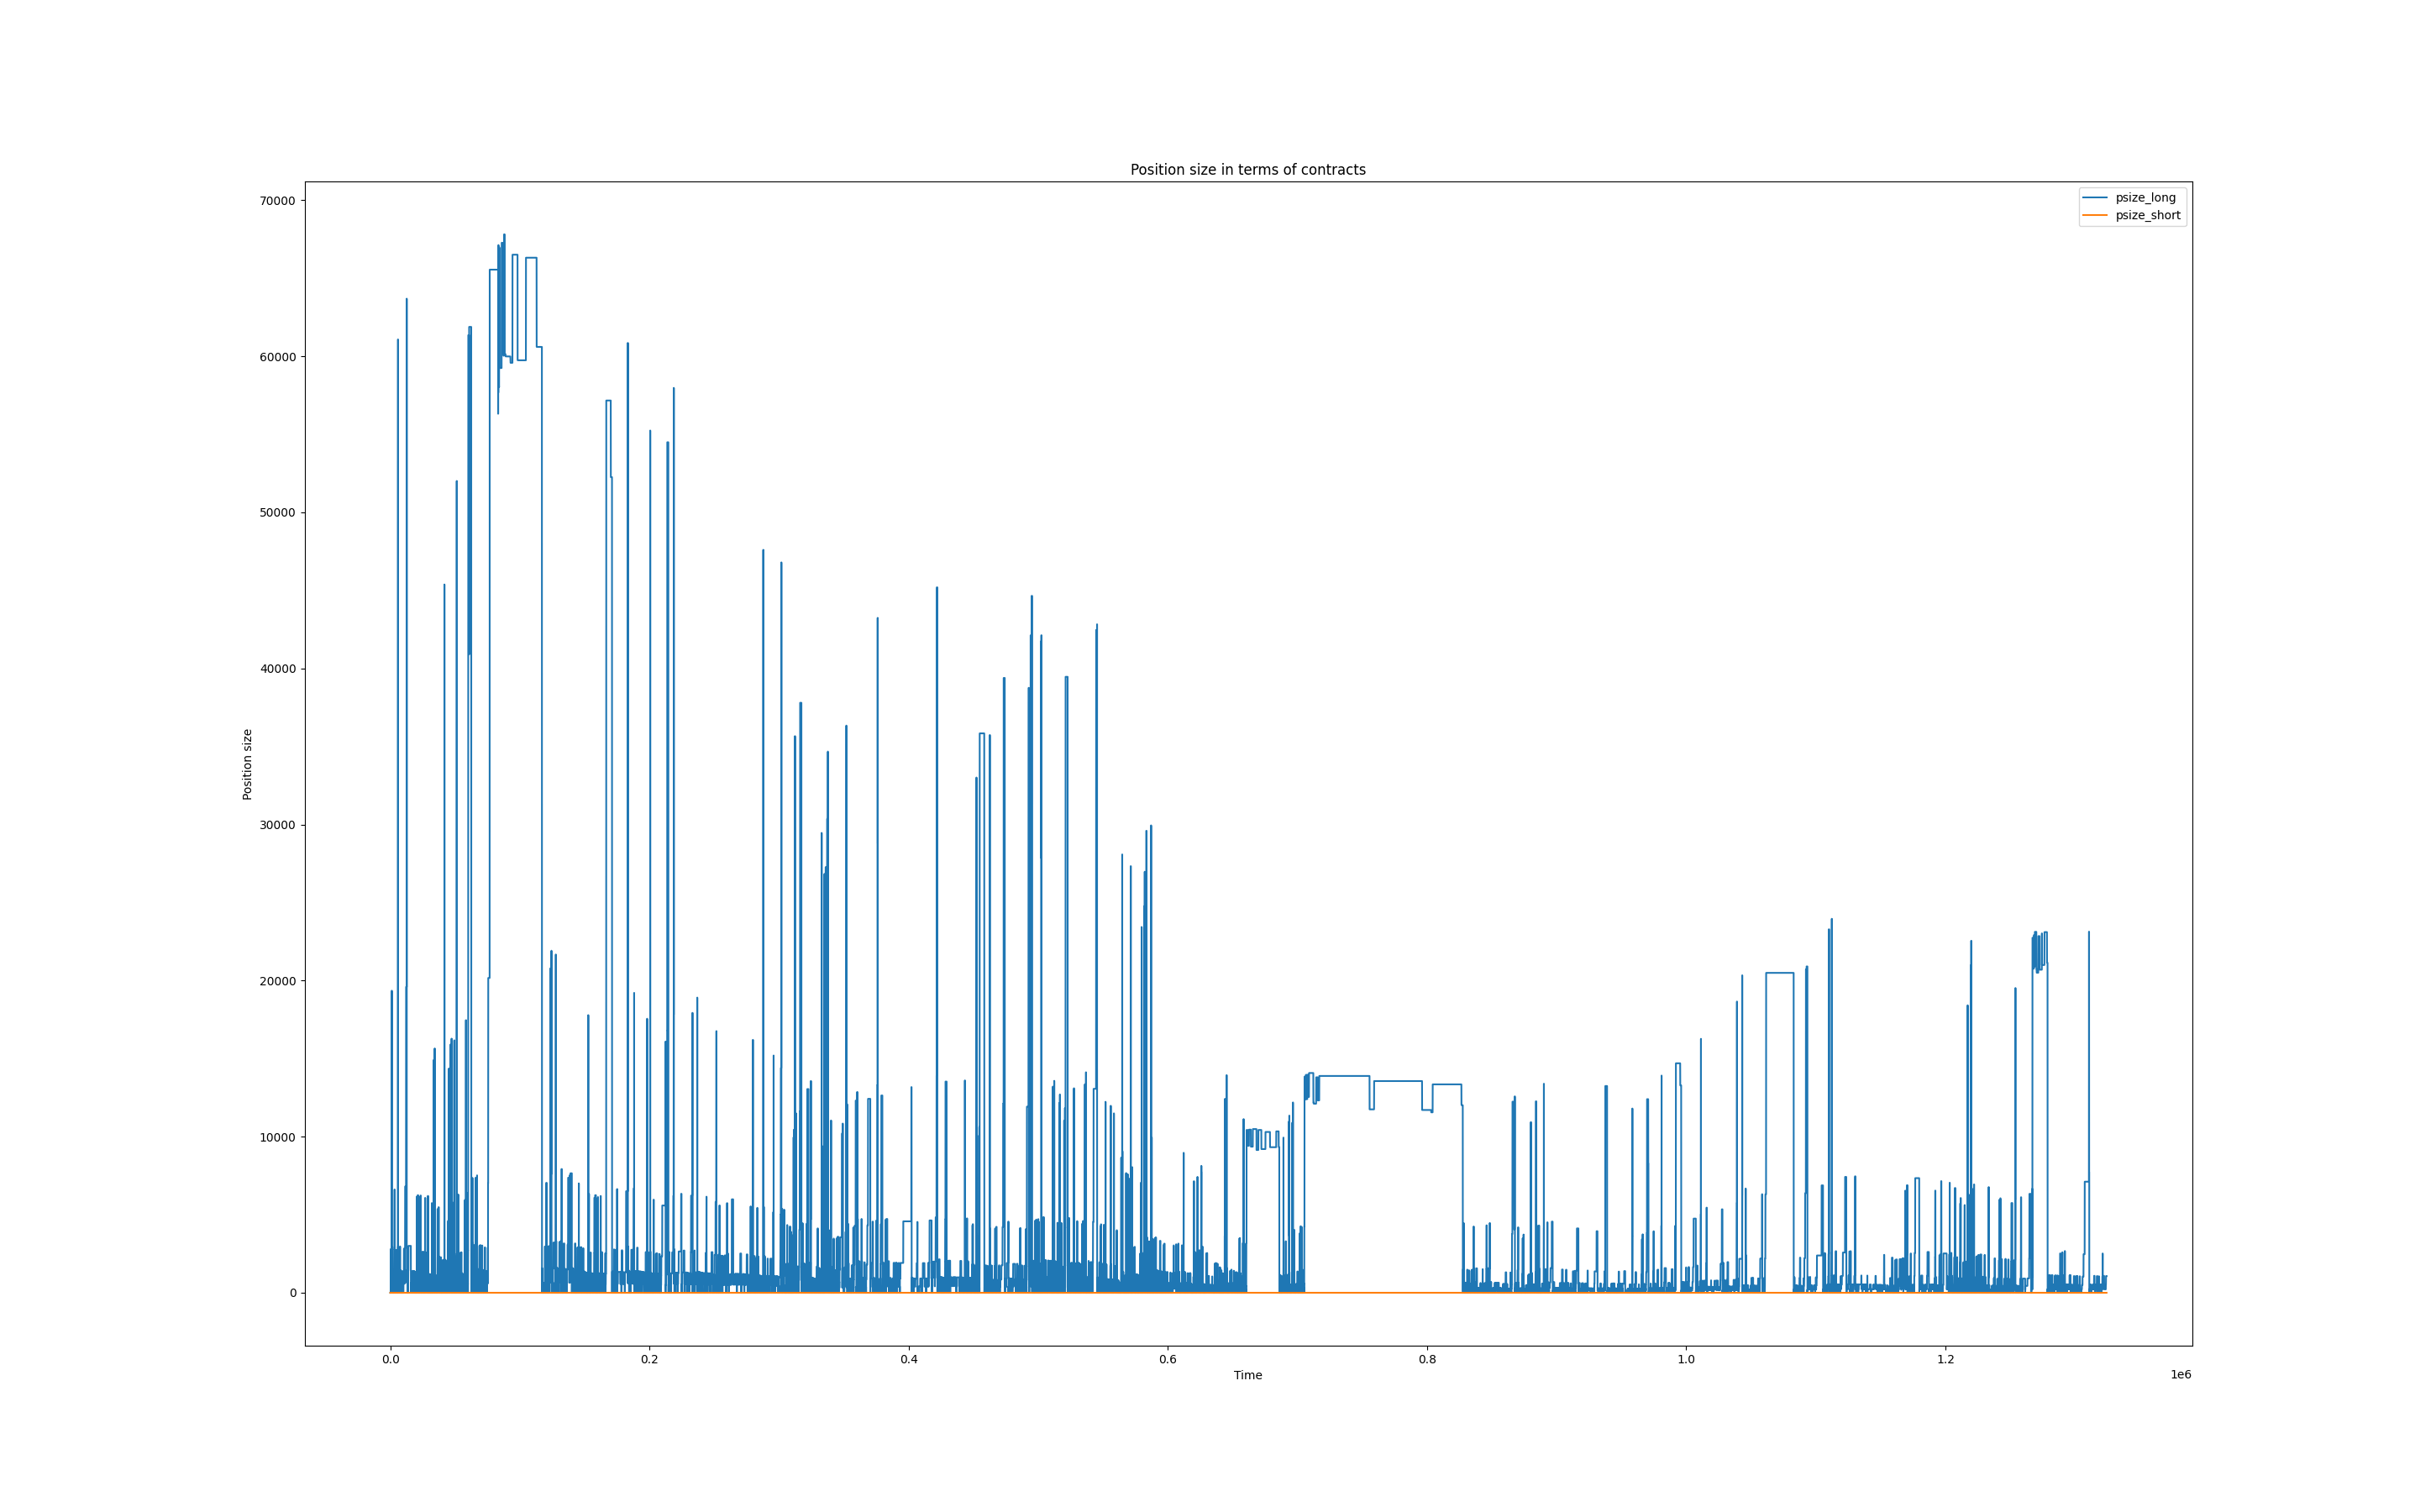 Position size in terms of contracts
psize_long
psize_short
70000
60000
50000
40000
30000
20000
10000
0
Position size
0.0 0.2 0.4 0.6 0.8 1.0 1.2
Time
1e6